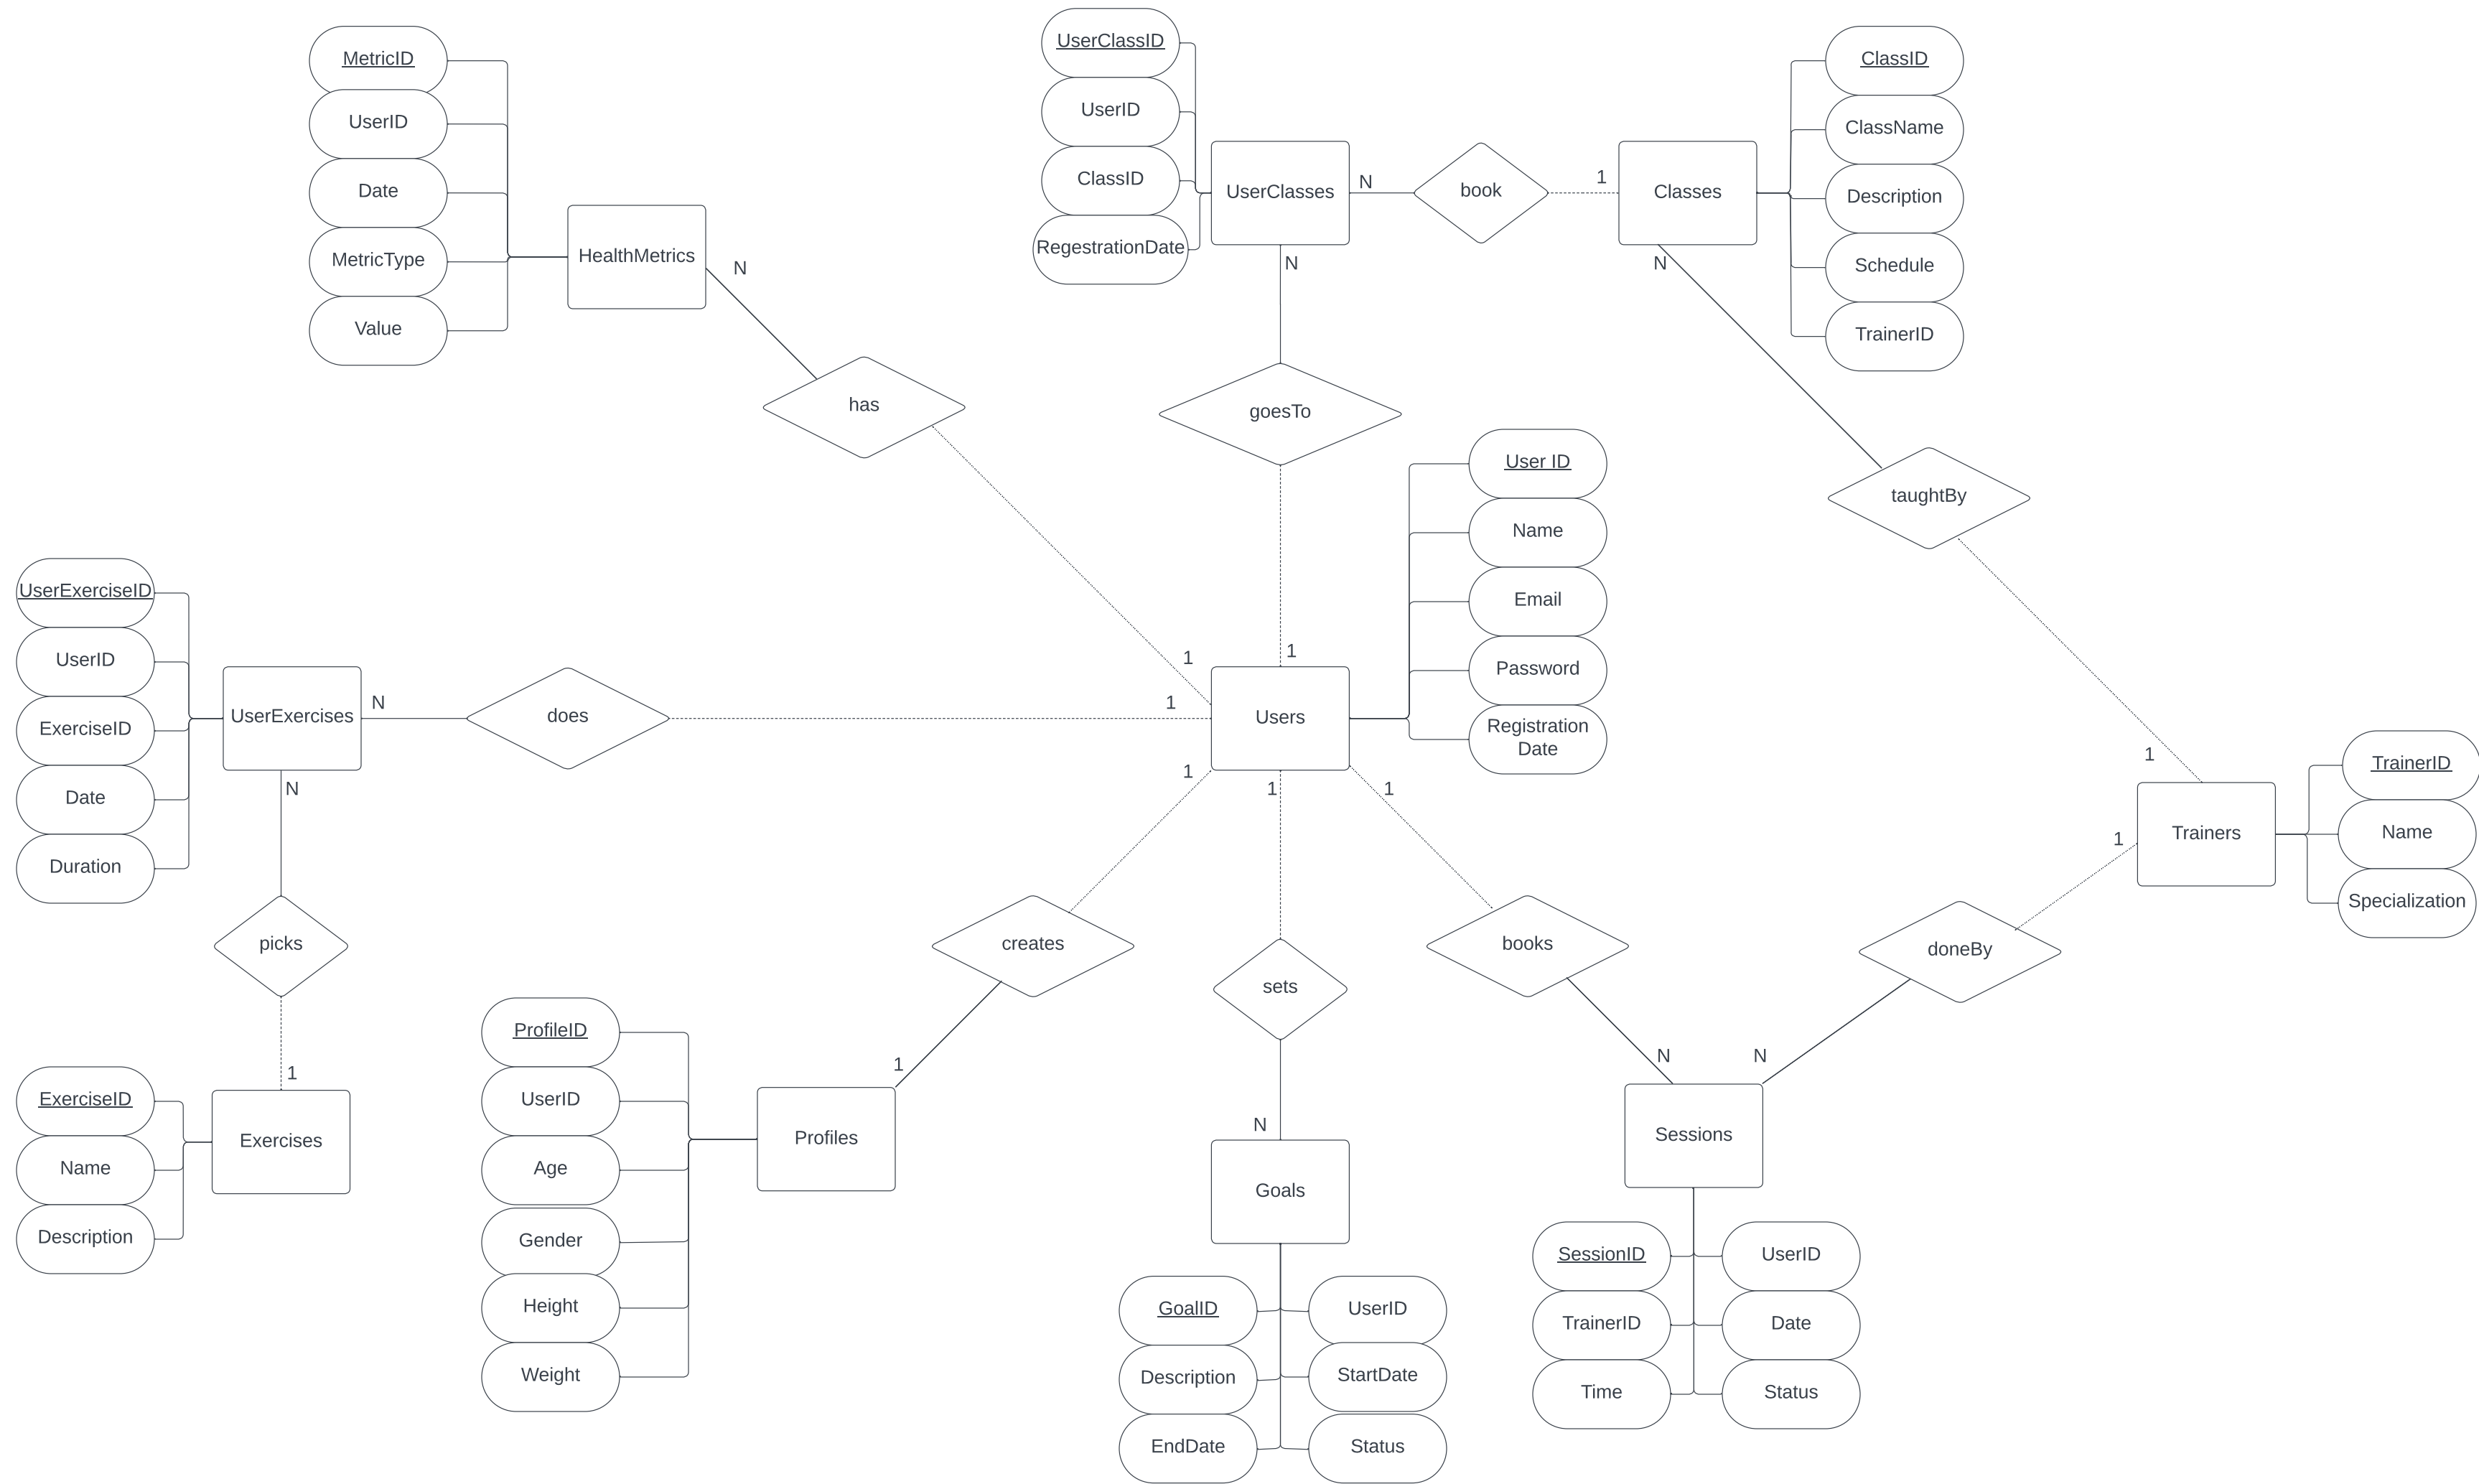 MetricID
UserID
Date
MetricType
Value
HealthMetrics
N
has
1
UserClassID
UserID
ClassID
RegestrationDate
UserClasses
N
book
1
Classes
N
ClassID
ClassName
Description
Schedule
TrainerID
N
goesTo
1
taughtBy
1
User ID
Name
Email
Password
Registration
Date
Users
UserExerciseID
UserID
ExerciseID
Date
Duration
UserExercises
N
does
1
N
picks
1
ExerciseID
Name
Description
Exercises
1
creates
1
ProfileID
UserID
Age
Gender
Height
Weight
Profiles
1
sets
N
Goals
GoalID
UserID
Description
StartDate
EndDate
Status
1
books
N
Sessions
SessionID
UserID
TrainerID
Date
Time
Status
N
doneBy
1
Trainers
TrainerID
Name
Specialization